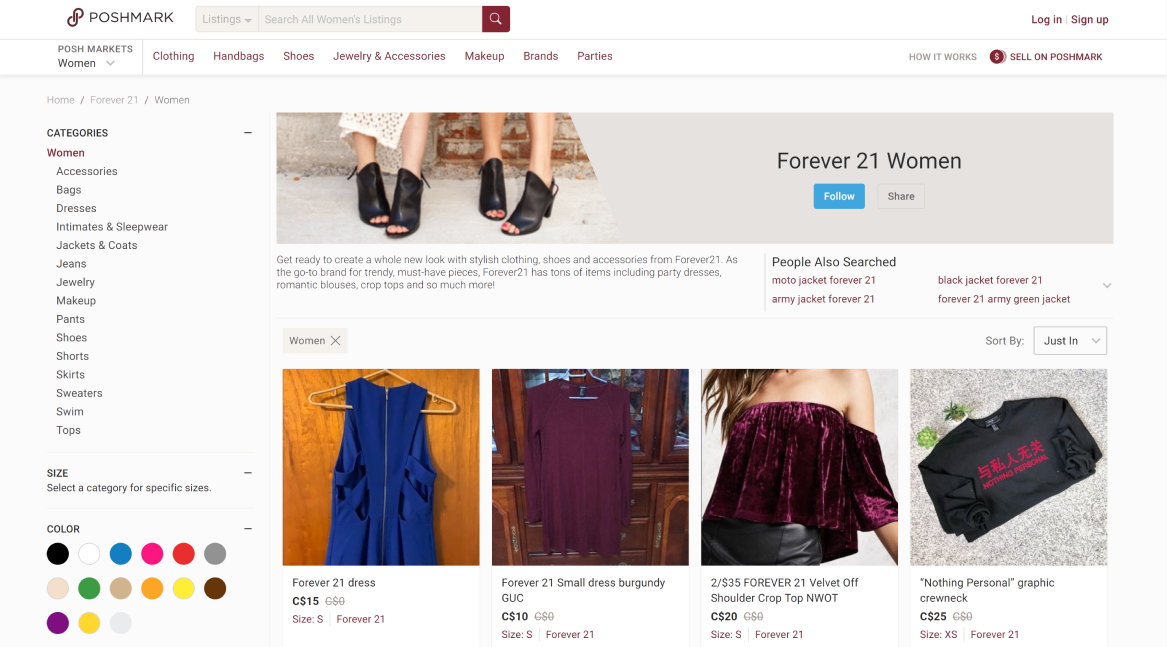 POSHMARK
Listings
Search All Women's Listings
Log in | Sign up
POSH MARKETS
Women
Clothing
Handbags
Shoes
Jewelry & Accessories
Makeup
Brands
Parties
HOW IT WORKS
$ SELL ON POSHMARK
Home / Forever 21 / Women
CATEGORIES
Women
Accessories
Bags
Dresses
Intimates & Sleepwear
Jackets & Coats
Jeans
Jewelry
Makeup
Pants
Shoes
Shorts
Skirts
Sweaters
Swim
Tops
SIZE
Select a category for specific sizes.
COLOR
Forever 21 Women
Follow
Share
Get ready to create a whole new look with stylish clothing, shoes and accessories from Forever21. As
the go-to brand for trendy, must-have pieces, Forever21 has tons of items including party dresses,
romantic blouses, crop tops and so much more!
People Also Searched
moto jacket forever 21
black jacket forever 21
army jacket forever 21
forever 21 army green jacket
Women
Sort By:
Just In
Forever 21 dress
C$15 C$0
Size: S | Forever 21
Forever 21 Small dress burgundy
GUC
C$10 C$0
Size: S | Forever 21
2/$35 FOREVER 21 Velvet Off
Shoulder Crop Top NWOT
C$20 C$0
Size: S | Forever 21
与私人无关
NOTHING PERSONAL
“Nothing Personal” graphic
crewneck
C$25 C$0
Size: XS | Forever 21